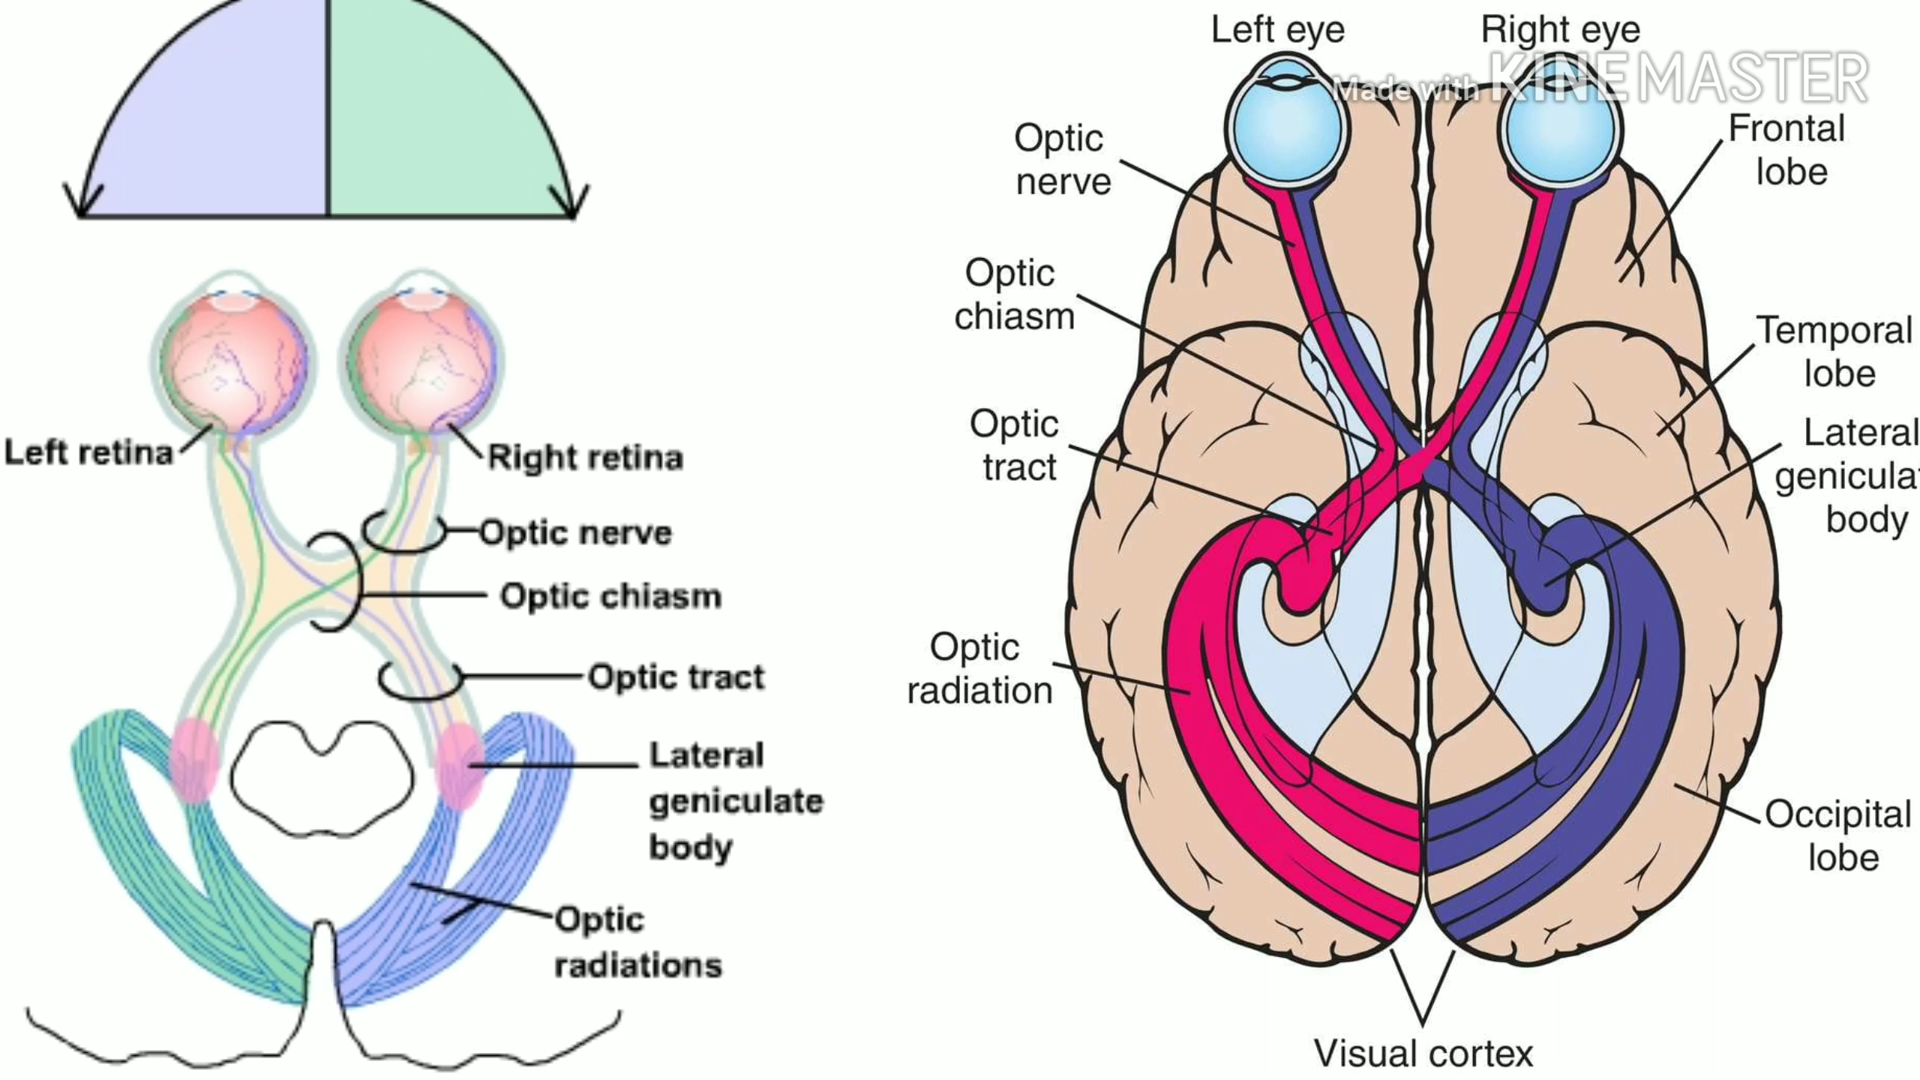 Left retina
Right retina
Optic nerve
Optic chiasm
Optic tract
Lateral
geniculate
body
Optic
radiations
Left eye
Right eye
Made with KINEMASTER
Optic
nerve
Frontal
lobe
Optic
chiasm
Temporal
lobe
Optic
tract
Lateral
genicula
body
Optic
radiation
Occipital
lobe
Visual cortex